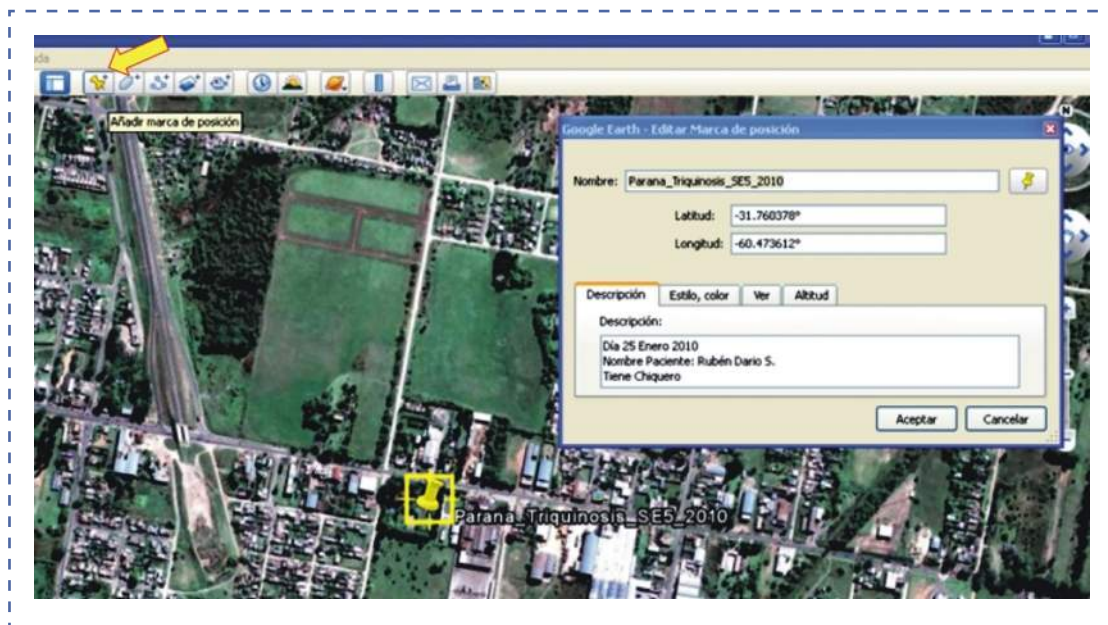 uda
Añadir marca de posición
N
Google Earth - Editar Marca de posición
Nombre: Parana_Triquinosis_SE5_2010
Latitud: -31.760378°
Longitud: -60.473612°
Descripción Estilo, color Ver Altitud
Descripción:
Día 25 Enero 2010
Nombre Paciente: Rubén Dario S.
Tiene Chiquero
Aceptar Cancelar
Parana_Triquinosis_SE5_2010